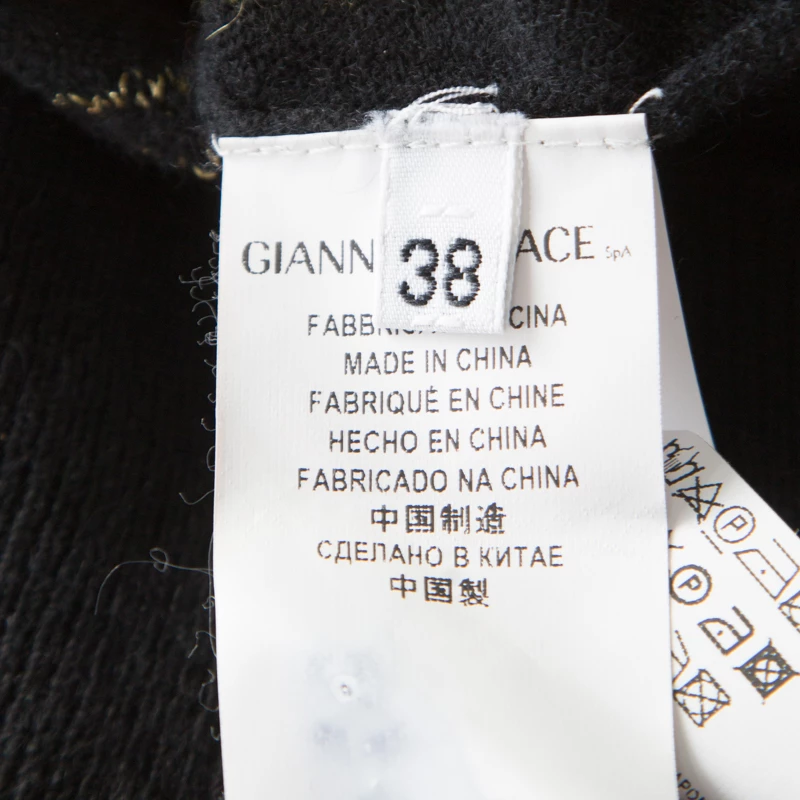 GIANN ACE SpA
38
FABBRICA CINA
MADE IN CHINA
FABRIQUÉ EN CHINE
HECHO EN CHINA
FABRICADO NA CHINA
中国制造
СДЕЛАНО В КИТАЕ
中国製
P
P